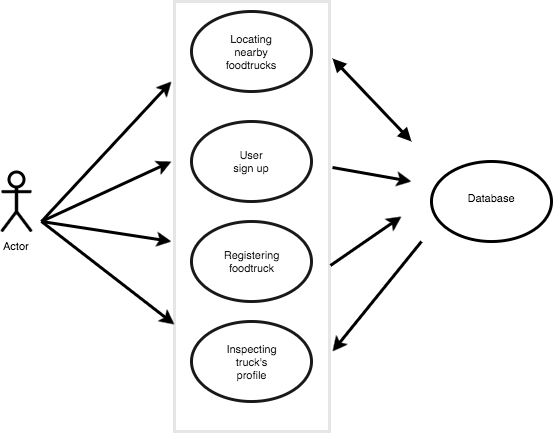 Locating
nearby
foodtrucks
User
sign up
Database
Actor
Registering
foodtruck
Inspecting
truck's
profile